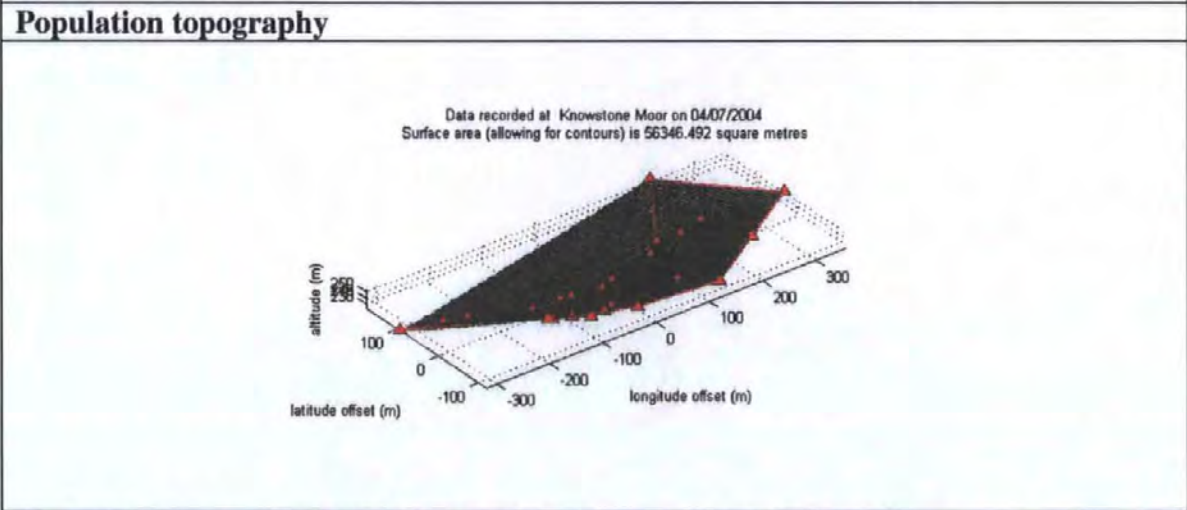 Population topography
Data recorded at Knowstone Moor on 04/07/2004
Surface area (allowing for contours) is 56346.492 square metres
altitude (m)
100
0
-100
latitude offset (m)
-300
-200
-100
0
100
200
300
longitude offset (m)